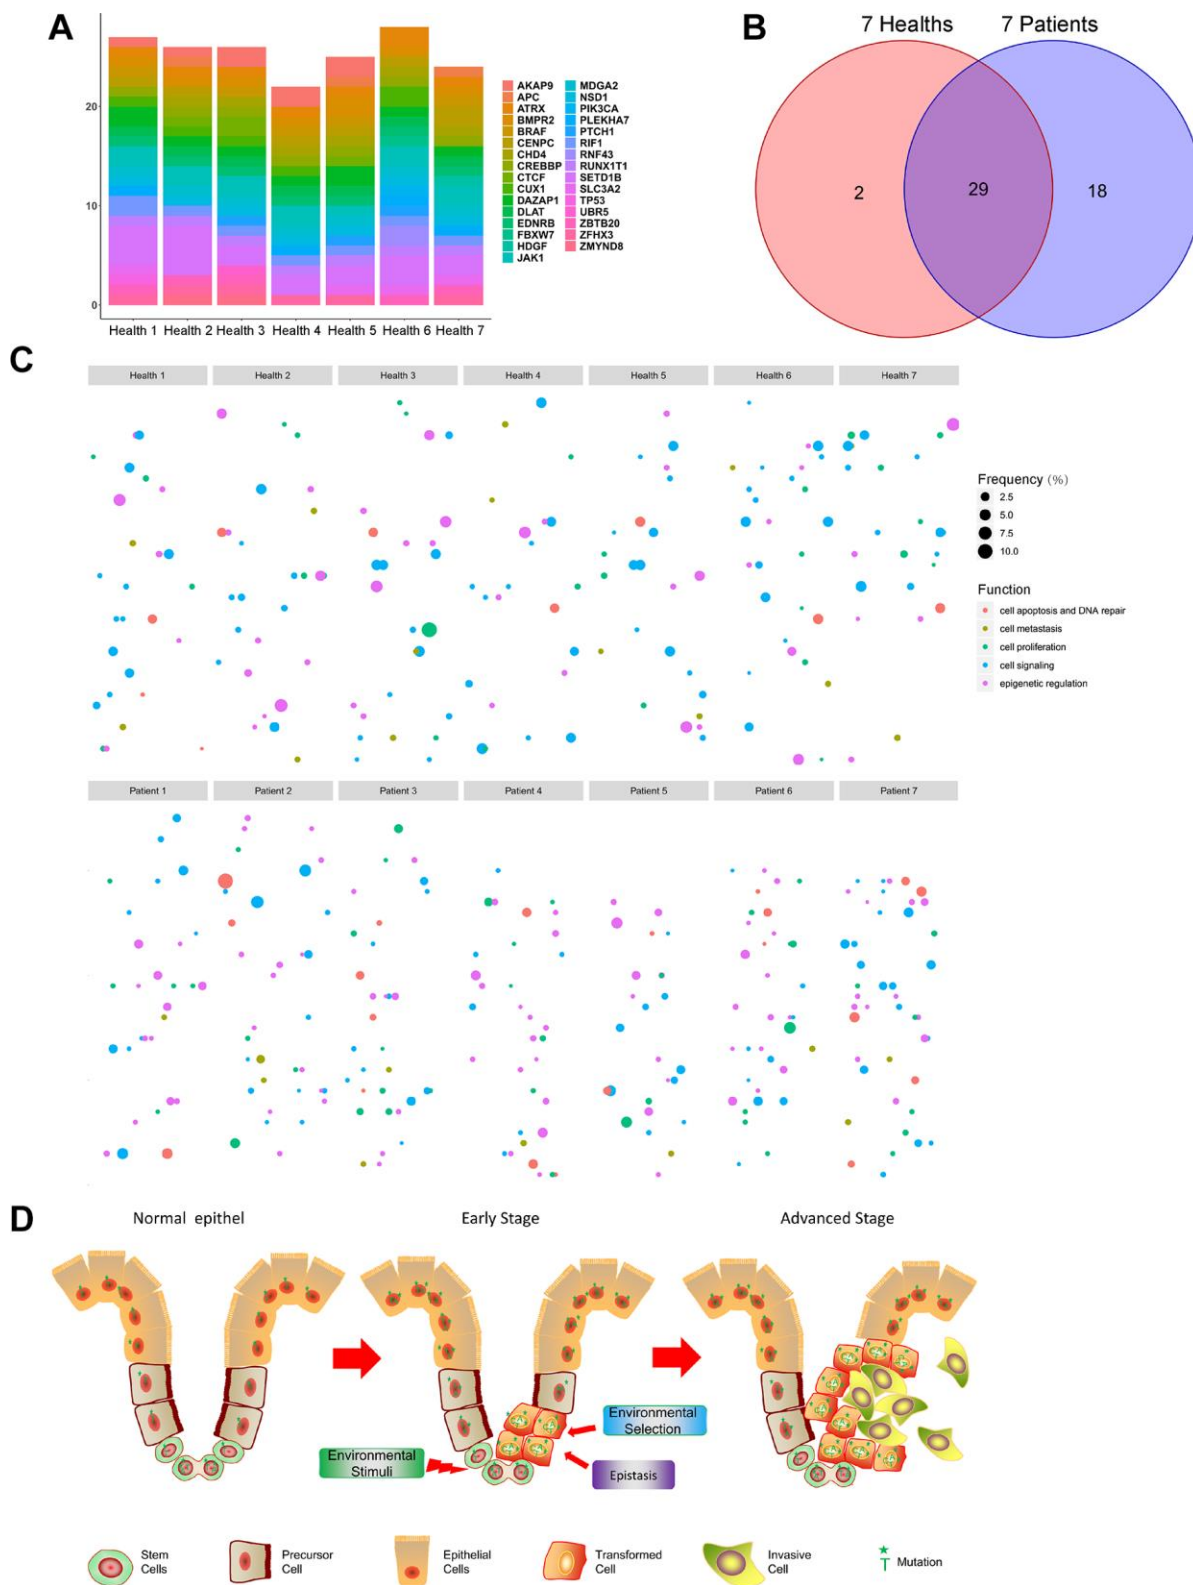 A
20
10
0
Health 1 Health 2 Health 3 Health 4 Health 5 Health 6 Health 7
AKAP9 MDGA2
APC NSD1
ATRX PIK3CA
BMPR2 PLEKHA7
BRAF PTCH1
CENPC RIF1
CHD4 RNF43
CREBBP RUNX1T1
CTCF SETD1B
CUX1 SLC3A2
DAZAP1 TP53
DLAT UBR5
EDNRB ZBTB20
FBXW7 ZFHX3
HDGF ZMYND8
JAK1
B
7 Healths 7 Patients
2 29 18
C
Health 1 Health 2 Health 3 Health 4 Health 5 Health 6 Health 7
Frequency (%)
2.5
5.0
7.5
10.0
Function
cell apoptosis and DNA repair
cell metastasis
cell proliferation
cell signaling
epigenetic regulation
Patient 1 Patient 2 Patient 3 Patient 4 Patient 5 Patient 6 Patient 7
D
Normal epithel Early Stage Advanced Stage
Environmental
Selection
Environmental
Stimuli
Epistasis
Stem
Cells
Precursor
Cell
Epithelial
Cells
Transformed
Cell
Invasive
Cell
Mutation